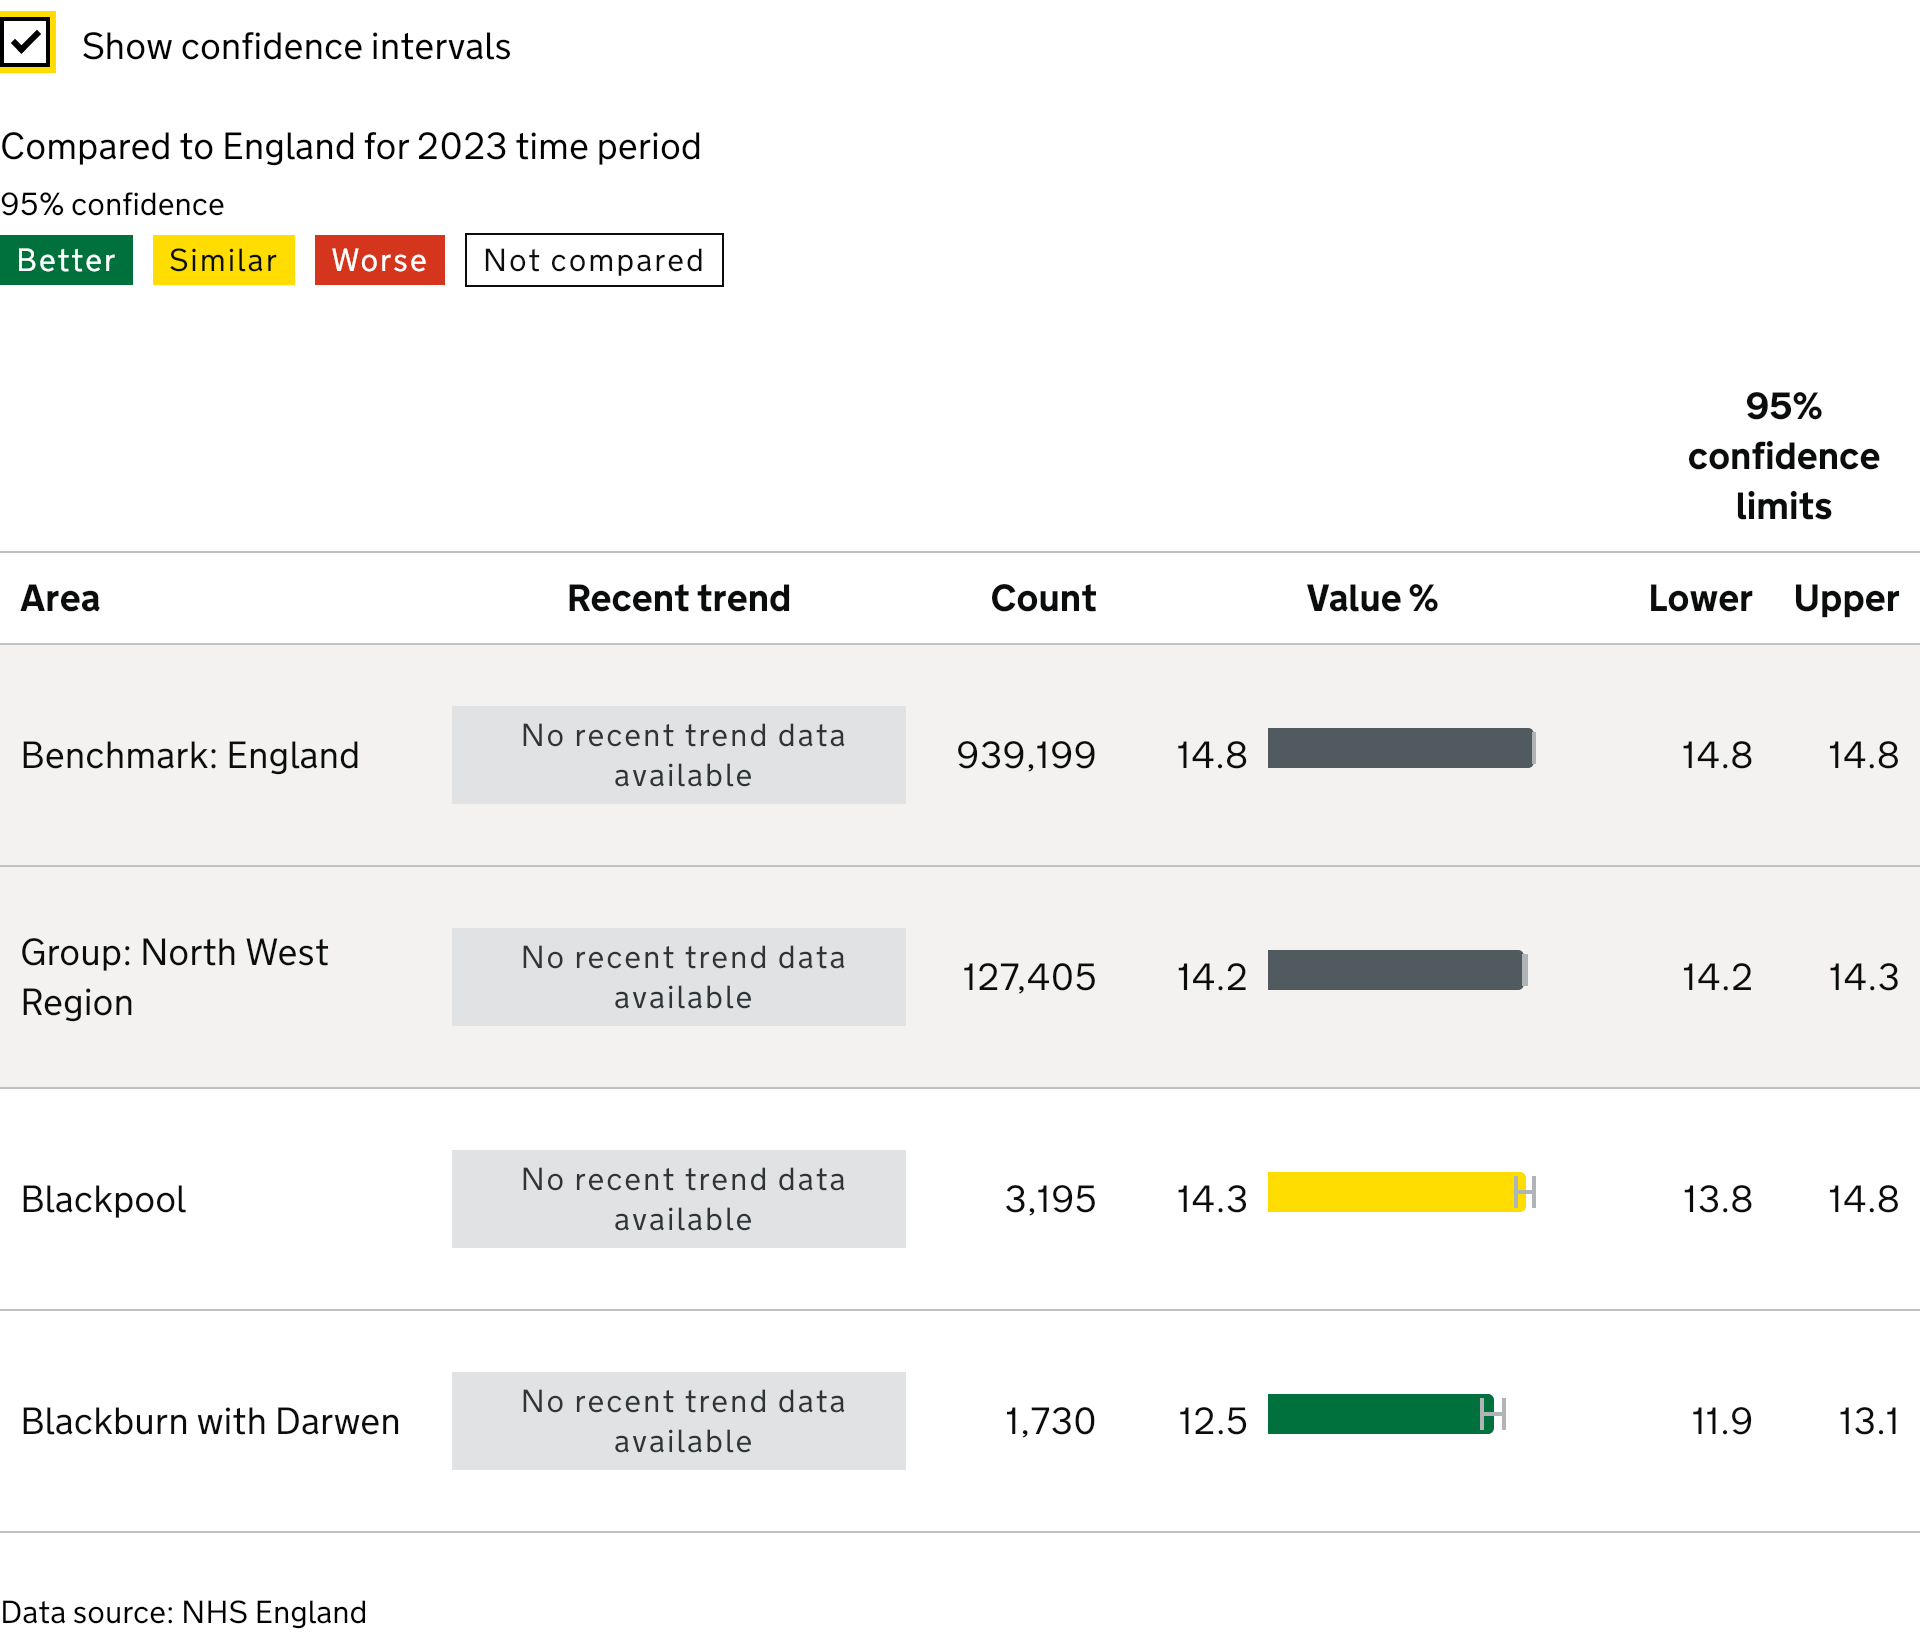 Show confidence intervals
Compared to England for 2023 time period
95% confidence
Better Similar Worse Not compared
95%
confidence
limits
Area Recent trend Count Value % Lower Upper
Benchmark: England No recent trend data available 939,199 14.8 14.8 14.8
Group: North West Region No recent trend data available 127,405 14.2 14.2 14.3
Blackpool No recent trend data available 3,195 14.3 13.8 14.8
Blackburn with Darwen No recent trend data available 1,730 12.5 11.9 13.1
Data source: NHS England